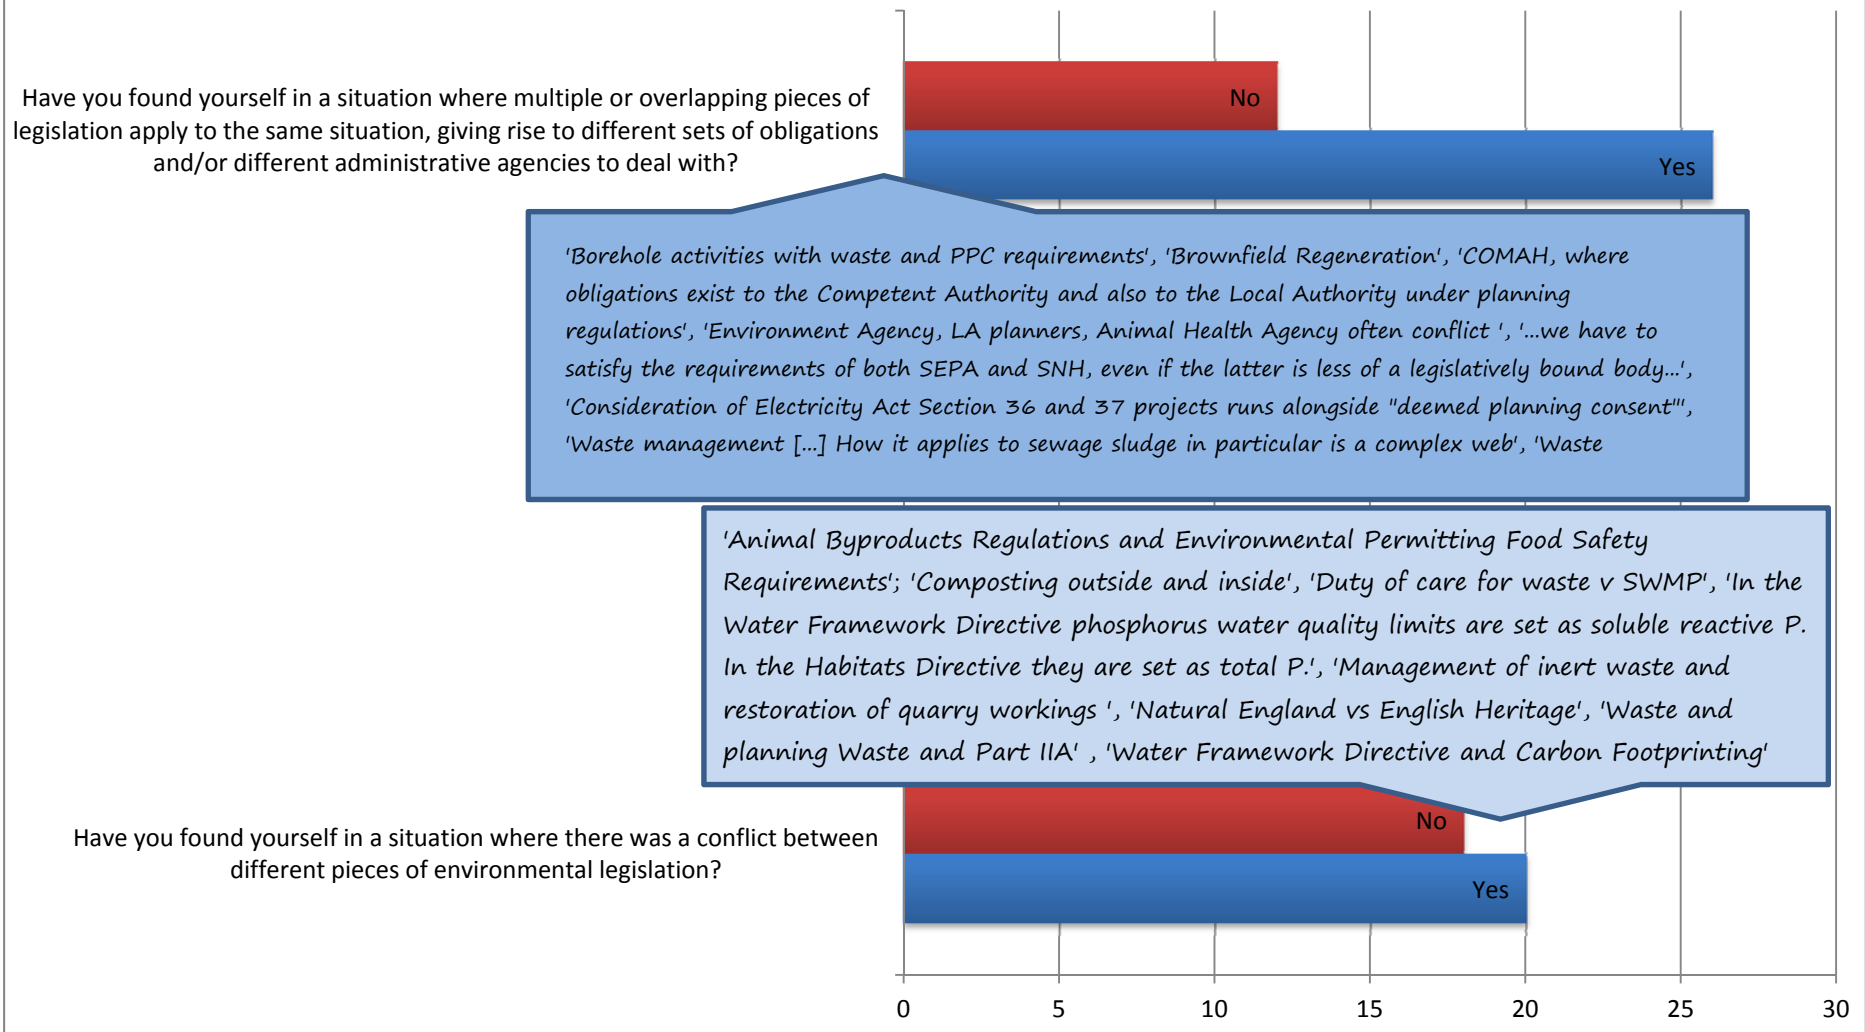 Have you found yourself in a situation where multiple or overlapping pieces of
legislation apply to the same situation, giving rise to different sets of obligations
and/or different administrative agencies to deal with?
No
Yes
'Borehole activities with waste and PPC requirements', 'Brownfield Regeneration', 'COMAH, where
obligations exist to the Competent Authority and also to the Local Authority under planning
regulations', 'Environment Agency, LA planners, Animal Health Agency often conflict ', '...we have to
satisfy the requirements of both SEPA and SNH, even if the latter is less of a legislatively bound body...',
'Consideration of Electricity Act Section 36 and 37 projects runs alongside "deemed planning consent"',
'Waste management [...] How it applies to sewage sludge in particular is a complex web', 'Waste
'Animal Byproducts Regulations and Environmental Permitting Food Safety
Requirements'; 'Composting outside and inside', 'Duty of care for waste v SWMP', 'In the
Water Framework Directive phosphorus water quality limits are set as soluble reactive P.
In the Habitats Directive they are set as total P.', 'Management of inert waste and
restoration of quarry workings ', 'Natural England vs English Heritage', 'Waste and
planning Waste and Part IIA' , 'Water Framework Directive and Carbon Footprinting'
Have you found yourself in a situation where there was a conflict between
different pieces of environmental legislation?
No
Yes
0 5 10 15 20 25 30